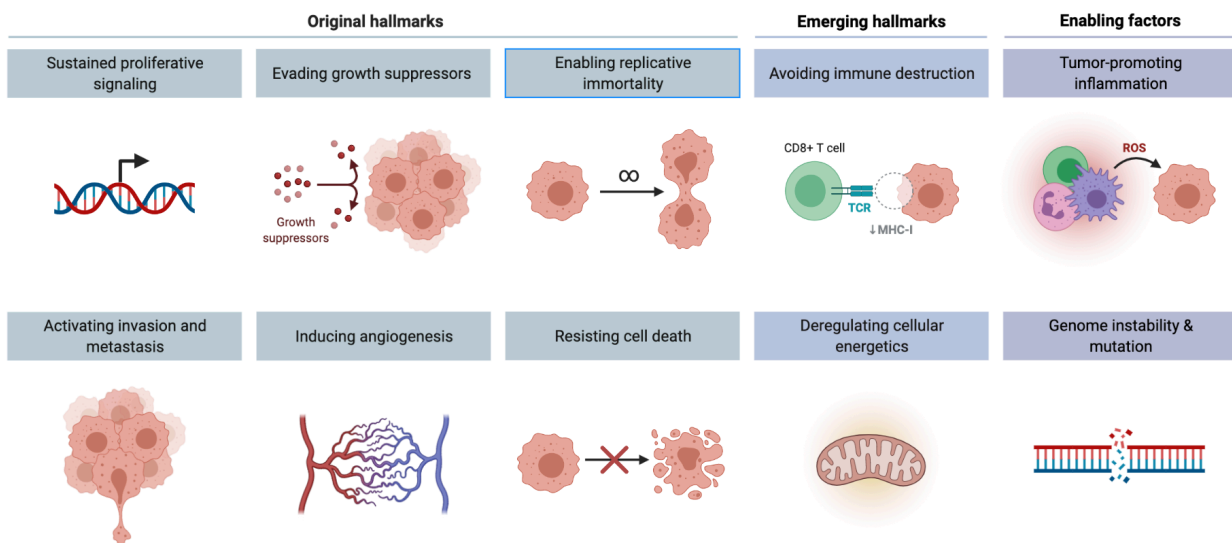 Original hallmarks
Emerging hallmarks
Enabling factors
Sustained proliferative
signaling
Evading growth suppressors
Enabling replicative
immortality
Avoiding immune destruction
Tumor-promoting
inflammation
Growth
suppressors
∞
CD8+ T cell
TCR
↓MHC-I
ROS
Activating invasion and
metastasis
Inducing angiogenesis
Resisting cell death
Deregulating cellular
energetics
Genome instability &
mutation